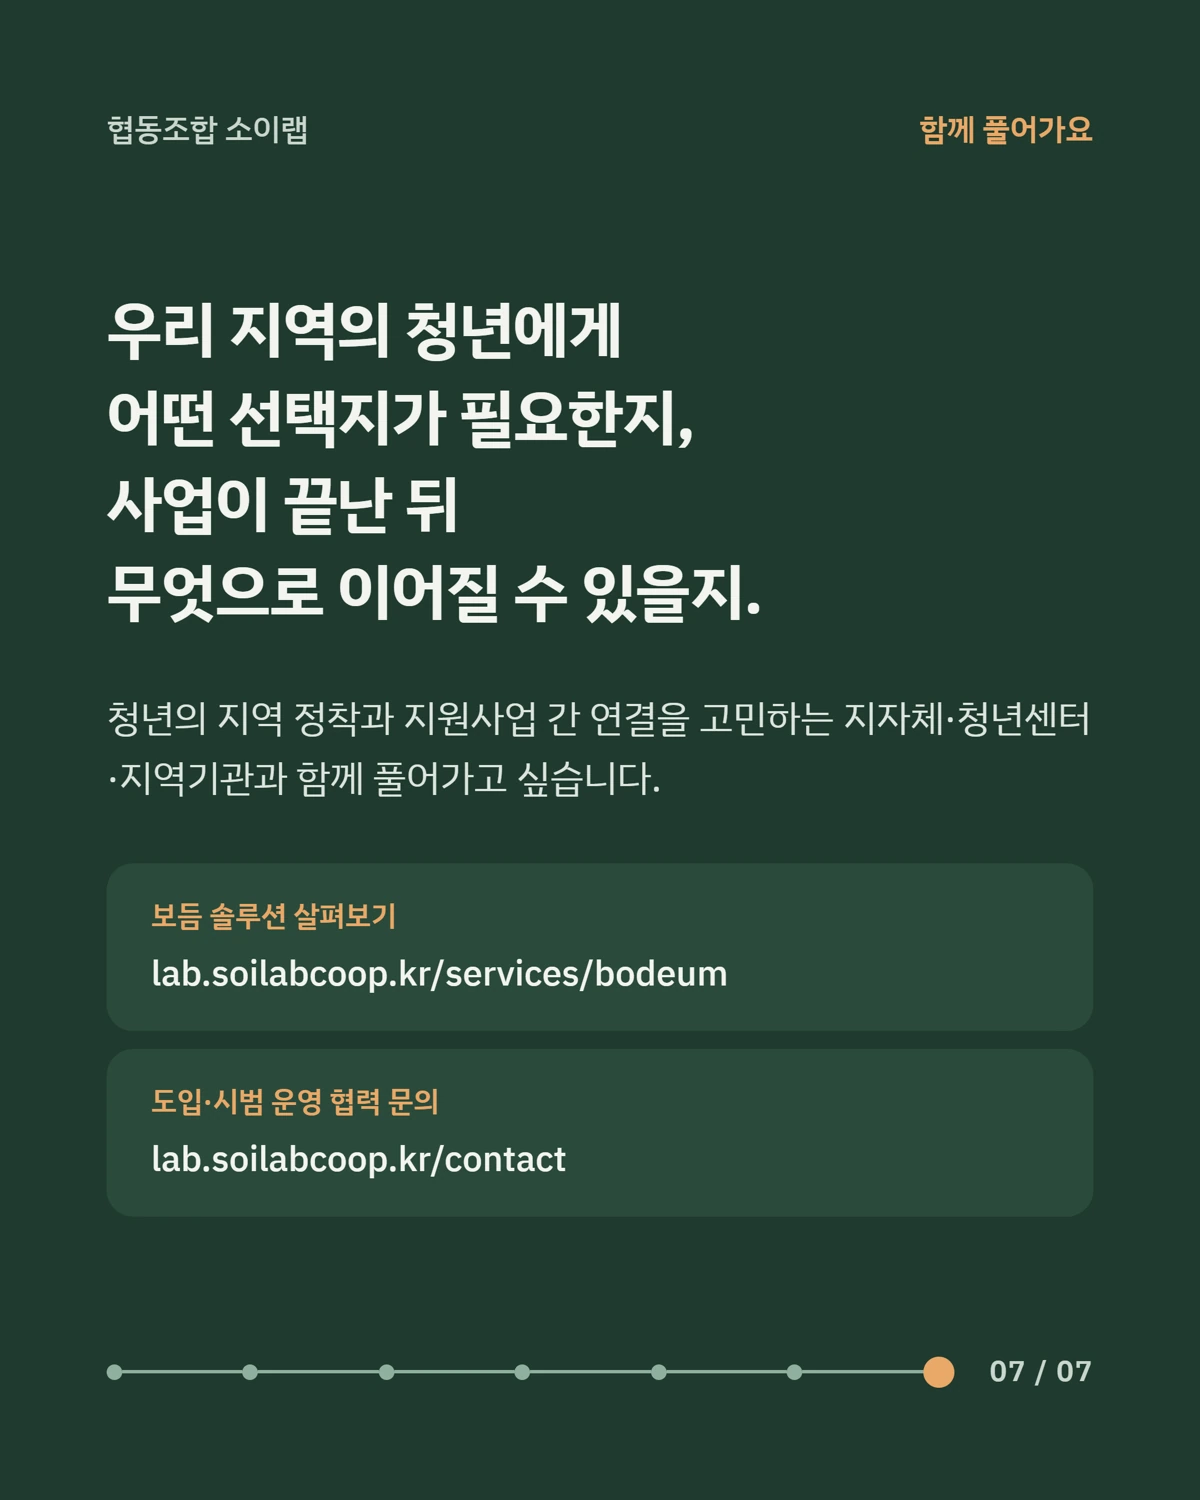 협동조합 소이랩
함께 풀어가요
우리 지역의 청년에게
어떤 선택지가 필요한지,
사업이 끝난 뒤
무엇으로 이어질 수 있을지.
청년의 지역 정착과 지원사업 간 연결을 고민하는 지자체·청년센터
·지역기관과 함께 풀어가고 싶습니다.
보듬 솔루션 살펴보기
lab.soilabcoop.kr/services/bodeum
도입·시범 운영 협력 문의
lab.soilabcoop.kr/contact
07 / 07